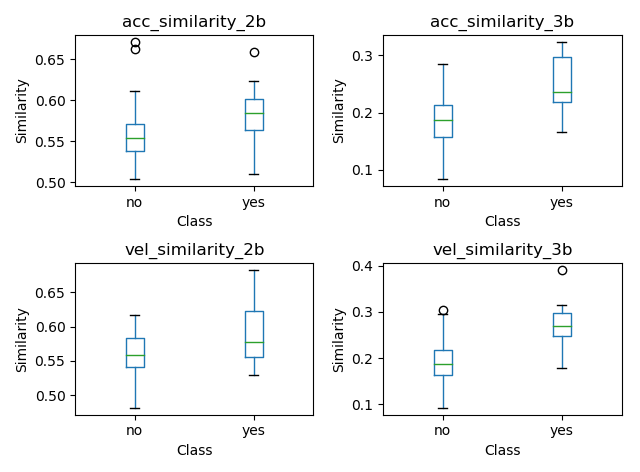 acc_similarity_2b
Similarity
0.65
0.60
0.55
0.50
no
yes
Class
acc_similarity_3b
Similarity
0.3
0.2
0.1
no
yes
Class
vel_similarity_2b
Similarity
0.65
0.60
0.55
0.50
no
yes
Class
vel_similarity_3b
Similarity
0.4
0.3
0.2
0.1
no
yes
Class